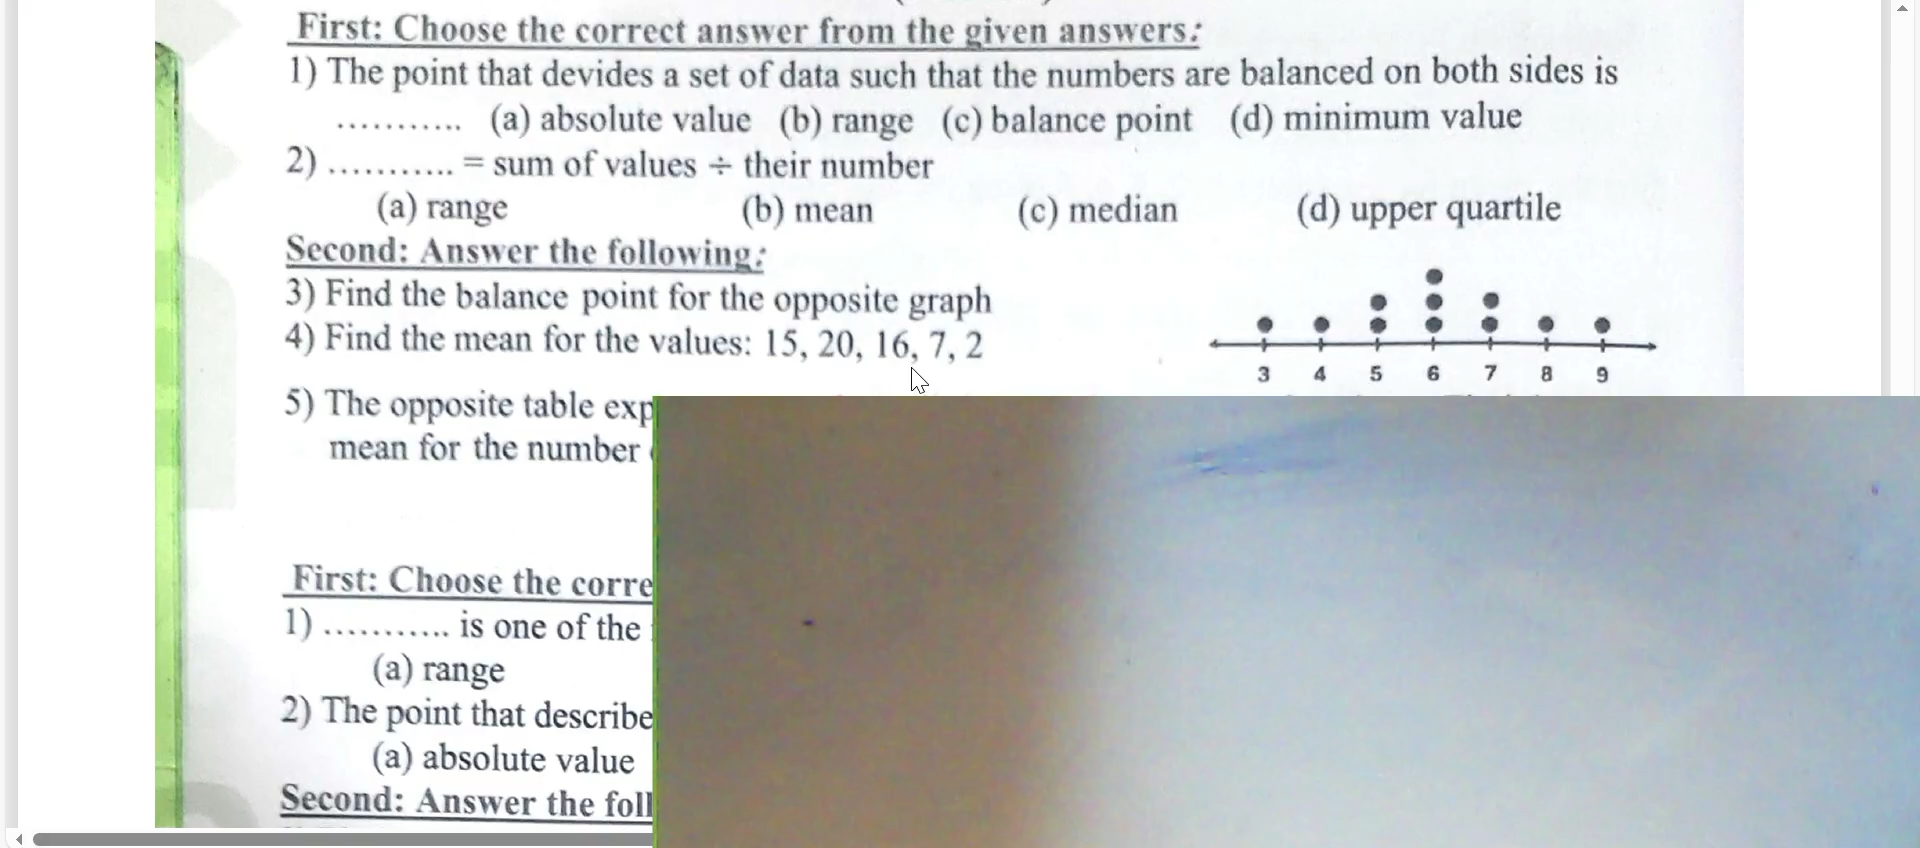 First: Choose the correct answer from the given answers:
1) The point that devides a set of data such that the numbers are balanced on both sides is
........... (a) absolute value (b) range (c) balance point (d) minimum value
2) ........... = sum of values ÷ their number
(a) range (b) mean (c) median (d) upper quartile
Second: Answer the following:
3) Find the balance point for the opposite graph
4) Find the mean for the values: 15, 20, 16, 7, 2
3 4 5 6 7 8 9
5) The opposite table
mean for the number
First: Choose the
1) ........... is one of the
(a) range
2) The point that
(a) absolute value
Second: Answer the